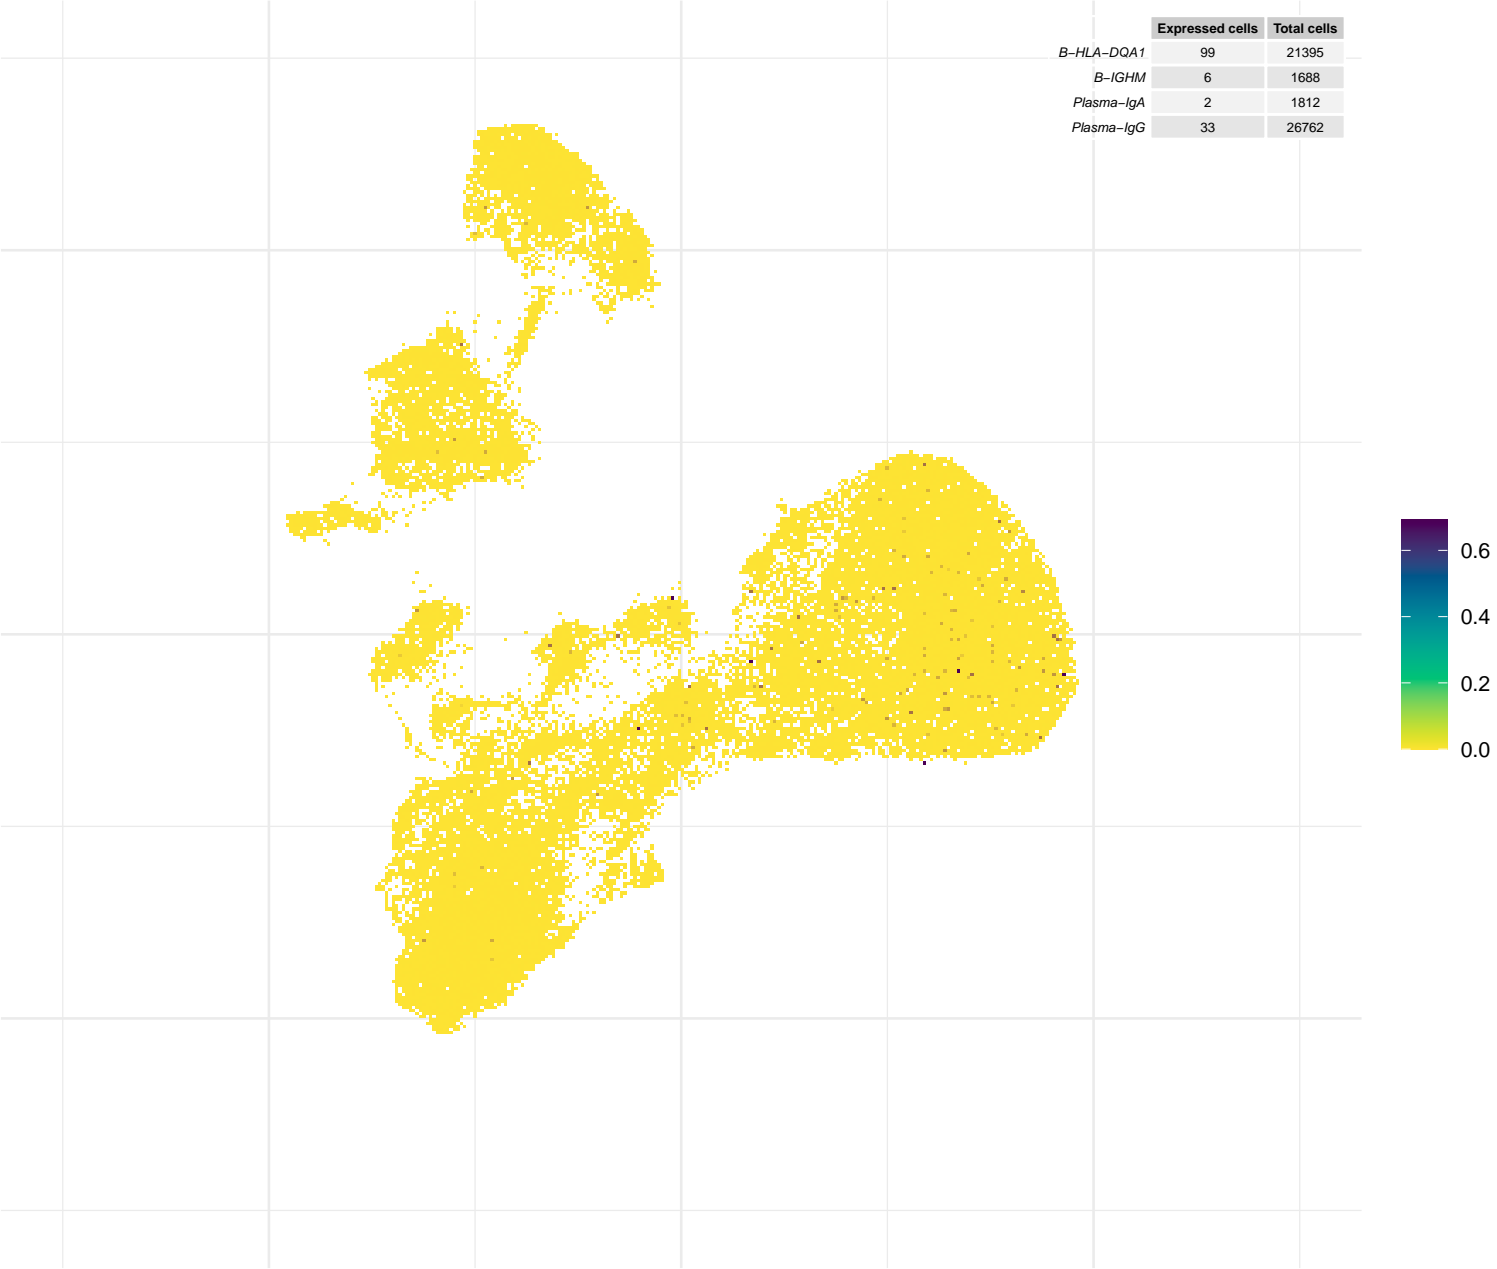 Expressed cells Total cells
B−HLA−DQA1 99 21395
B−IGHM 6 1688
Plasma−IgA 2 1812
Plasma−IgG 33 26762
0.6
0.4
0.2
0.0